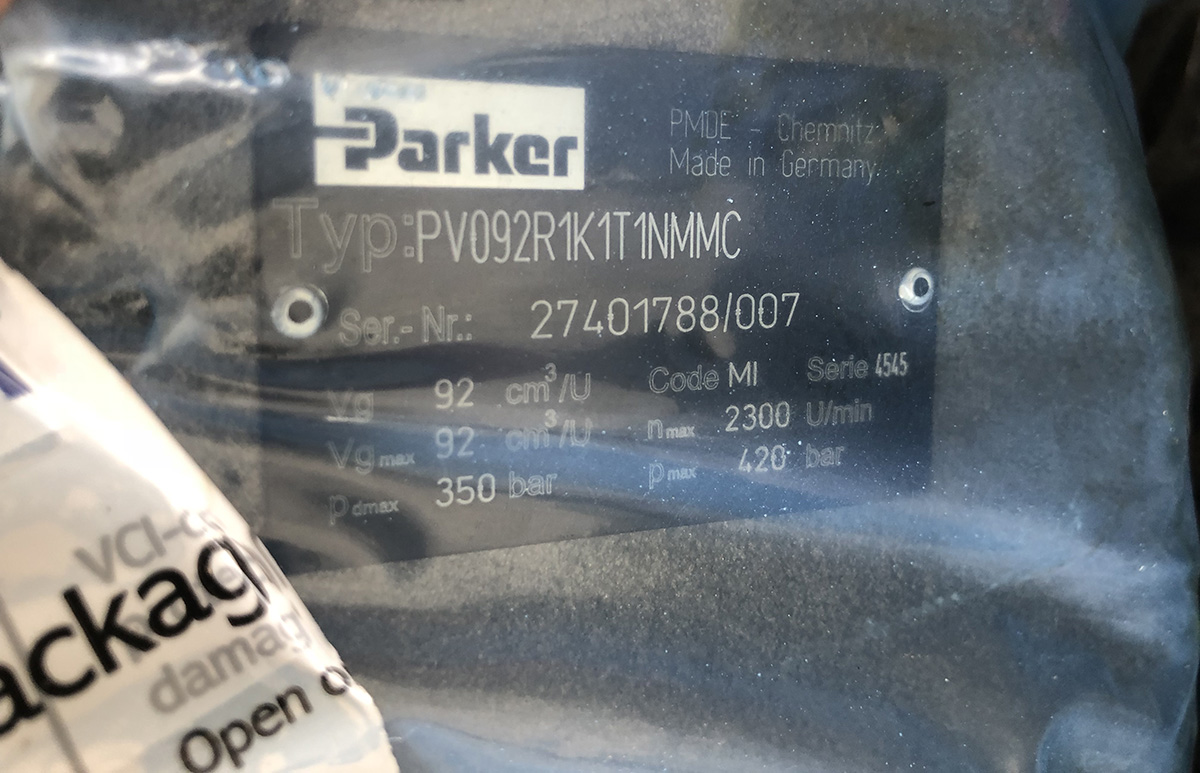 Parker
PMDE - Chemnitz
Made in Germany
Typ: PV092R1K1T1NMMC
Ser.- Nr.: 27401788/007
Vg 92 cm³/U Code MI Serie 4545
Vg max 92 cm³/U n max 2300 U/min
p dmax 350 bar p max 420 bar
VCI-c
ackag
damag
Open